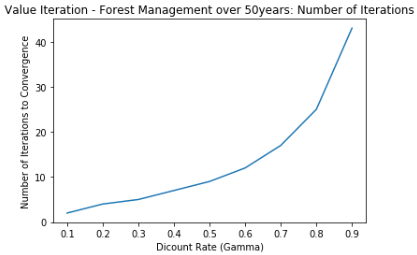 Value Iteration - Forest Management over 50years: Number of Iterations
Number of Iterations to Convergence
40
30
20
10
0
0.1 0.2 0.3 0.4 0.5 0.6 0.7 0.8 0.9
Dicount Rate (Gamma)